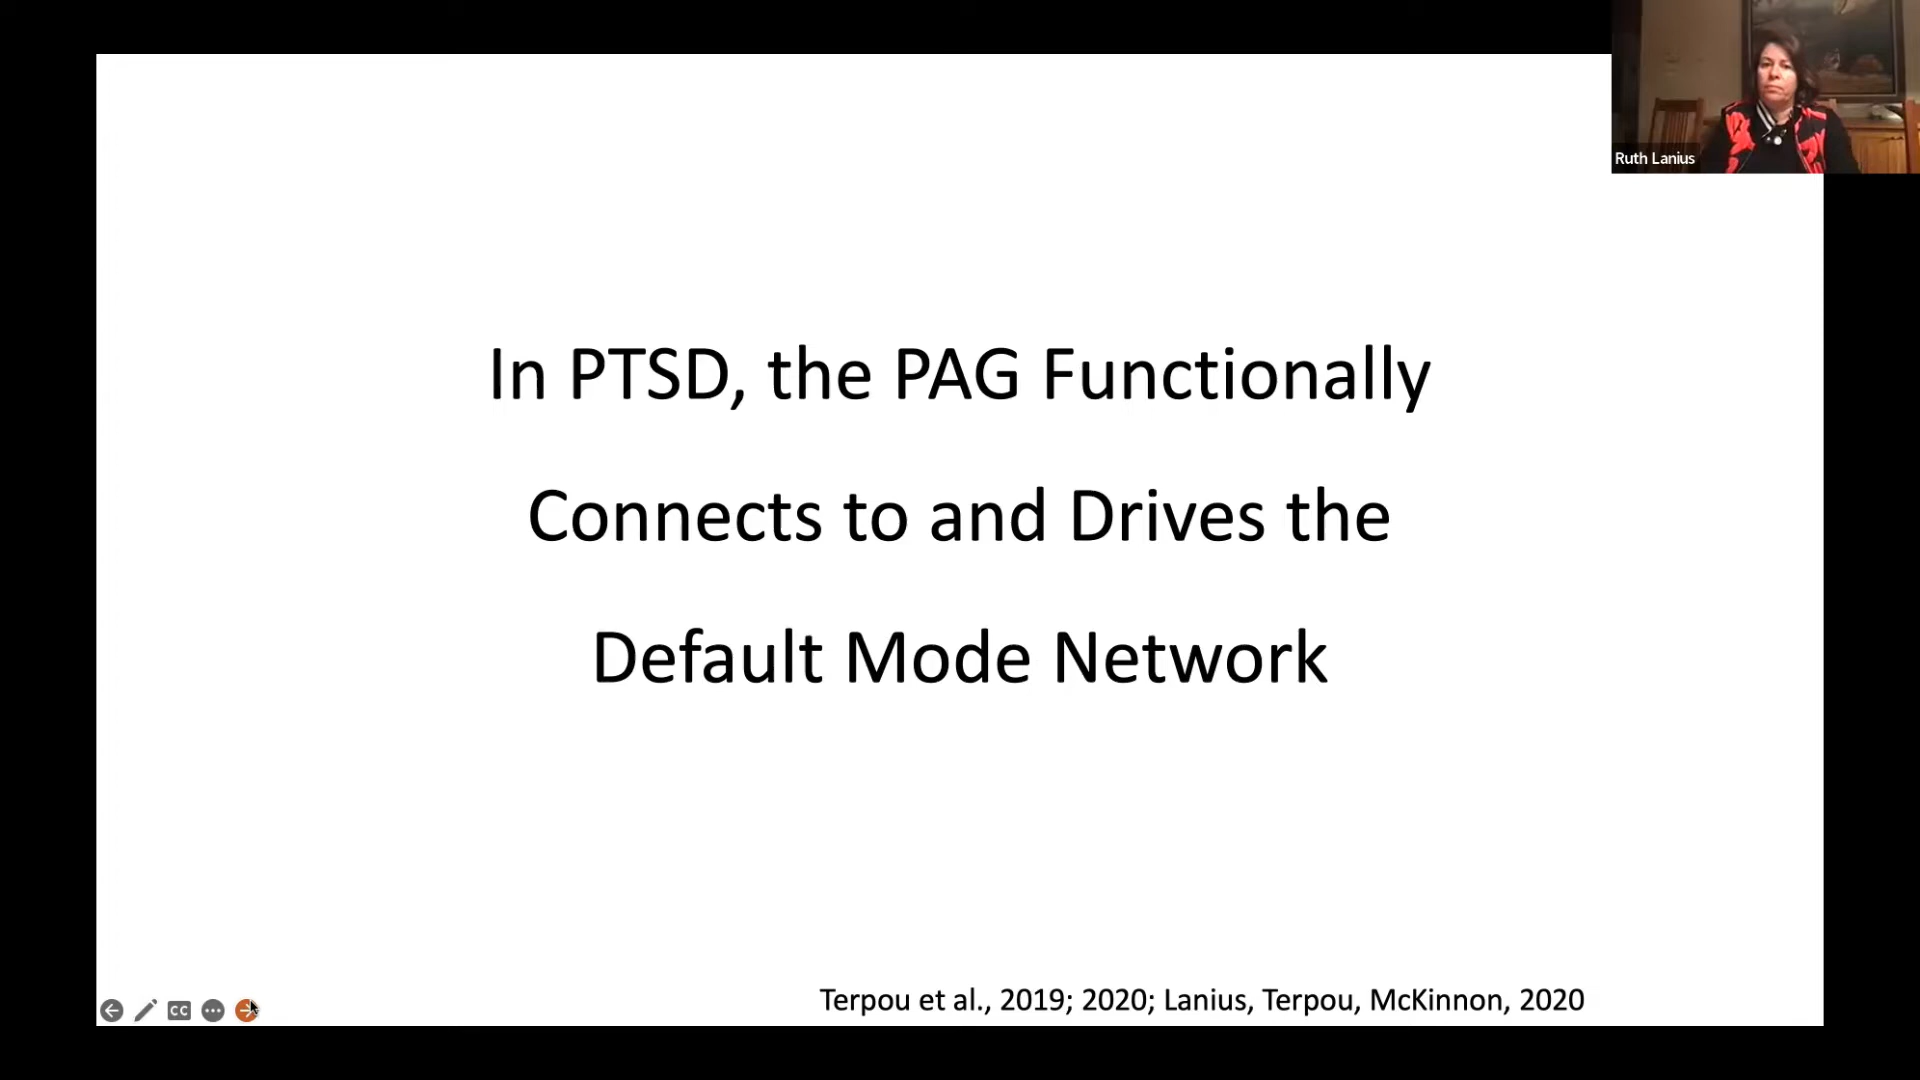 Ruth Lanius
In PTSD, the PAG Functionally
Connects to and Drives the
Default Mode Network
Terpou et al., 2019; 2020; Lanius, Terpou, McKinnon, 2020
CC